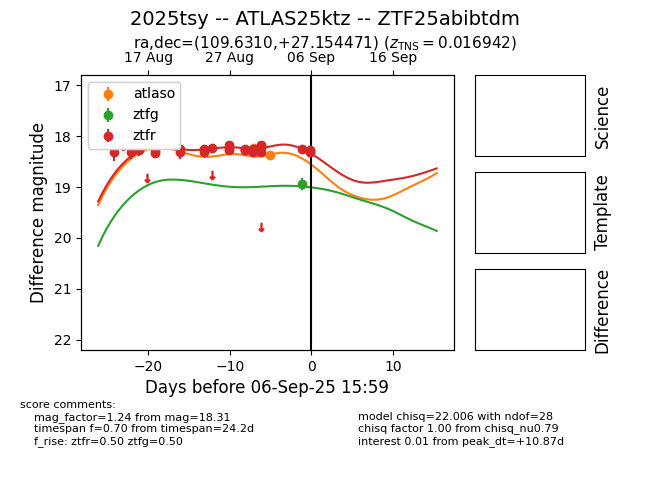 2025tsy -- ATLAS25ktz -- ZTF25abibtdm
ra,dec=(109.6310,+27.154471) (zTNS = 0.016942)
17 Aug 27 Aug 06 Sep 16 Sep
atlaso
ztfg
ztfr
17
18
19
20
21
22
Difference magnitude
−20 −10 0 10
Days before 06-Sep-25 15:59
Science
Template
Difference
score comments:
mag_factor=1.24 from mag=18.31
timespan f=0.70 from timespan=24.2d
f_rise: ztfr=0.50 ztfg=0.50
model chisq=22.006 with ndof=28
chisq factor 1.00 from chisq_nu0.79
interest 0.01 from peak_dt=+10.87d